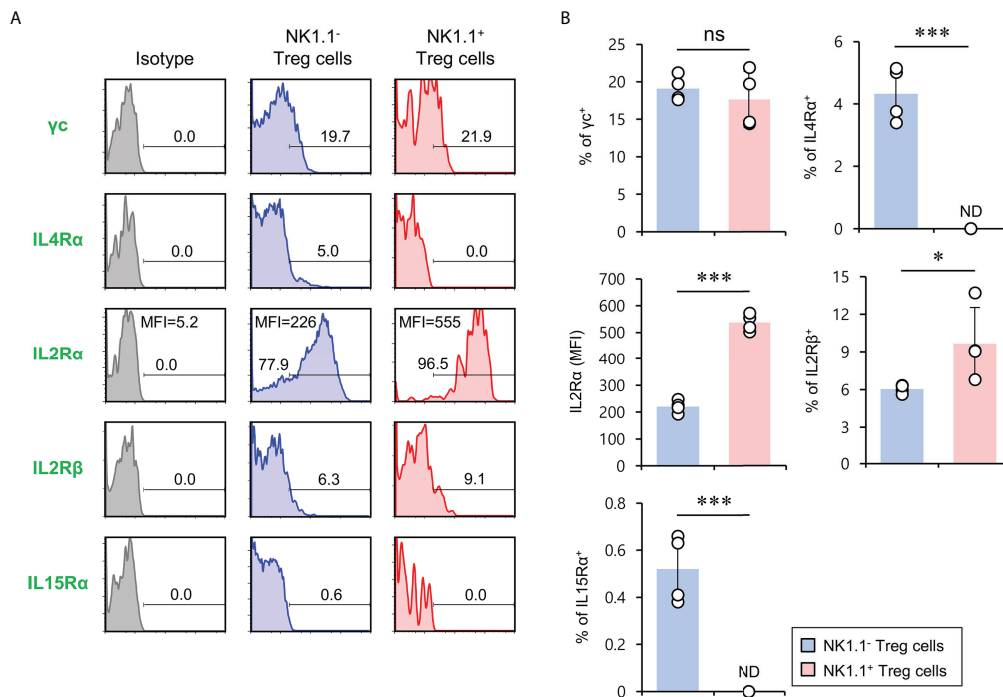 A
Isotype
NK1.1⁻
Treg cells
NK1.1⁺
Treg cells
γc
0.0
19.7
21.9
IL4Rα
0.0
5.0
0.0
IL2Rα
MFI=5.2
0.0
MFI=226
77.9
MFI=555
96.5
IL2Rβ
0.0
6.3
9.1
IL15Rα
0.0
0.6
0.0
B
% of γc⁺
25
20
15
10
5
0
ns
% of IL4Rα⁺
6
4
2
0
***
ND
IL2Rα (MFI)
700
600
500
400
300
200
100
0
***
% of IL2Rβ⁺
15
12
9
6
3
0
*
% of IL15Rα⁺
0.8
0.6
0.4
0.2
0
***
ND
NK1.1⁻ Treg cells
NK1.1⁺ Treg cells